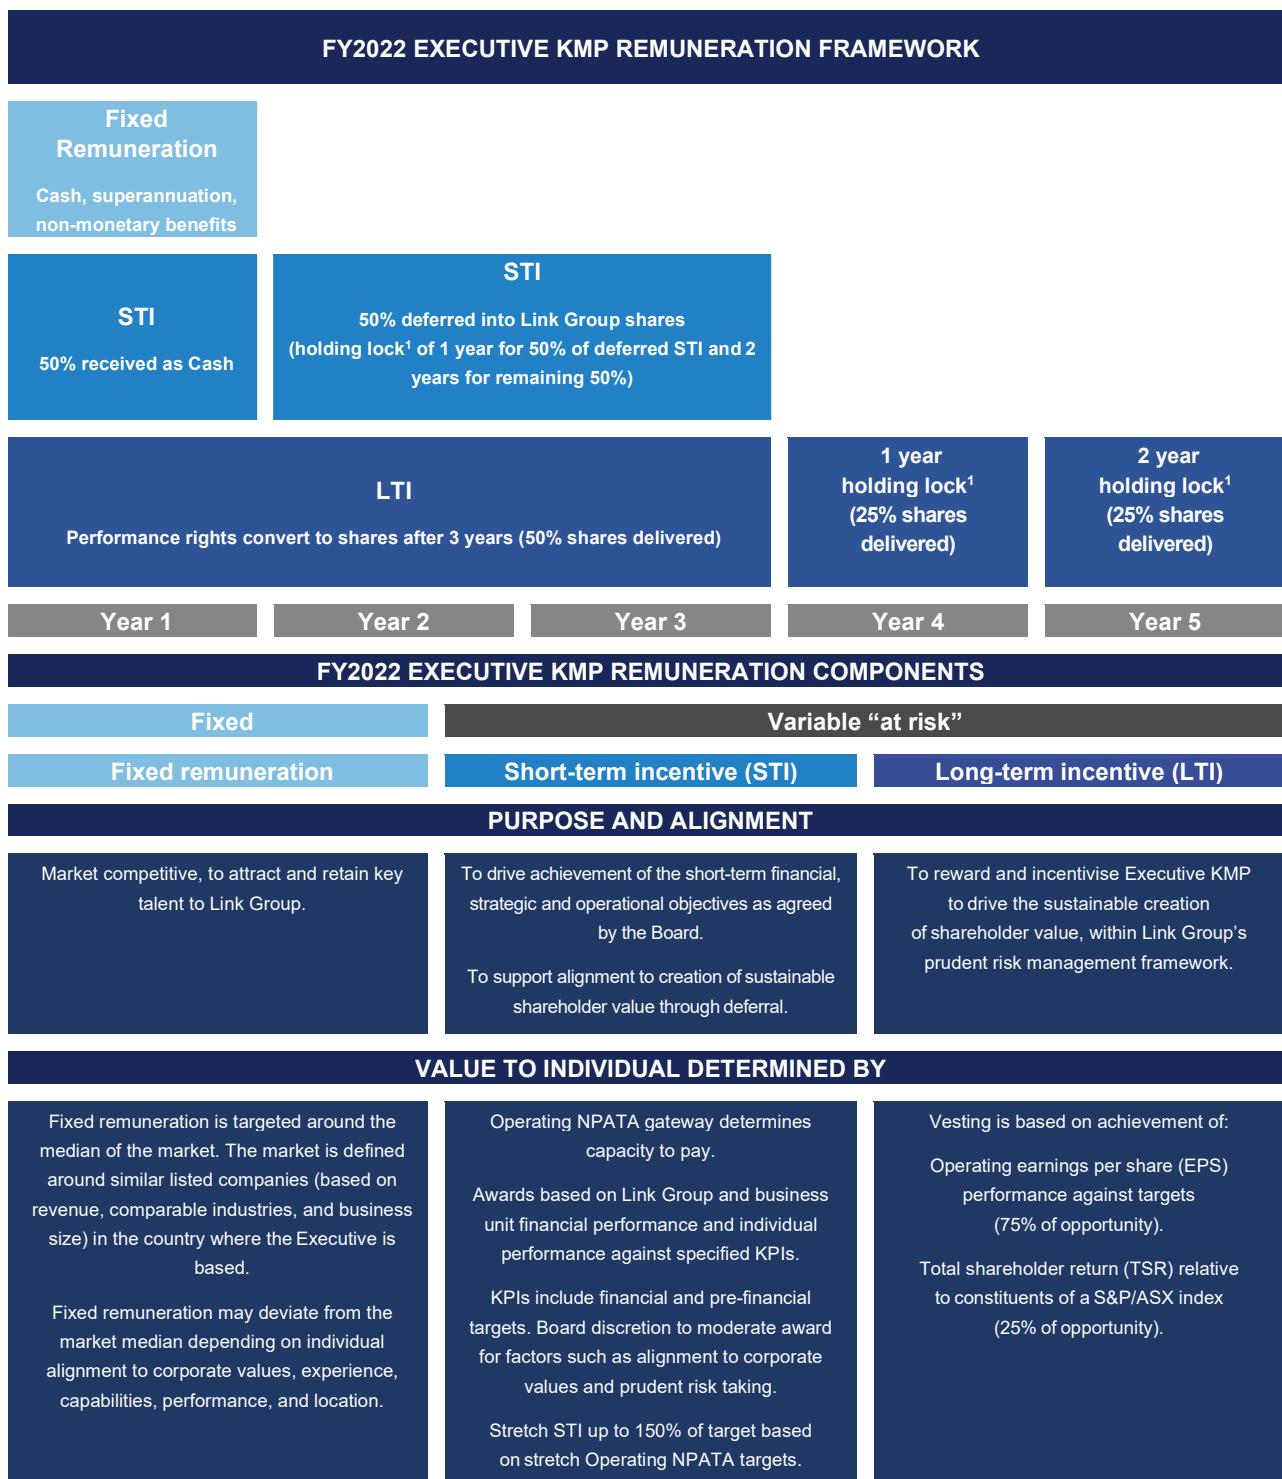 FY2022 EXECUTIVE KMP REMUNERATION FRAMEWORK
Fixed
Remuneration
Cash, superannuation,
non-monetary benefits
STI
50% received as Cash
STI
50% deferred into Link Group shares
(holding lock¹ of 1 year for 50% of deferred STI and 2
years for remaining 50%)
LTI
Performance rights convert to shares after 3 years (50% shares delivered)
1 year
holding lock¹
(25% shares
delivered)
2 year
holding lock¹
(25% shares
delivered)
Year 1
Year 2
Year 3
Year 4
Year 5
FY2022 EXECUTIVE KMP REMUNERATION COMPONENTS
Fixed
Variable “at risk”
Fixed remuneration
Short-term incentive (STI)
Long-term incentive (LTI)
PURPOSE AND ALIGNMENT
Market competitive, to attract and retain key
talent to Link Group.
To drive achievement of the short-term financial,
strategic and operational objectives as agreed
by the Board.
To support alignment to creation of sustainable
shareholder value through deferral.
To reward and incentivise Executive KMP
to drive the sustainable creation
of shareholder value, within Link Group’s
prudent risk management framework.
VALUE TO INDIVIDUAL DETERMINED BY
Fixed remuneration is targeted around the
median of the market. The market is defined
around similar listed companies (based on
revenue, comparable industries, and business
size) in the country where the Executive is
based.
Fixed remuneration may deviate from the
market median depending on individual
alignment to corporate values, experience,
capabilities, performance, and location.
Operating NPATA gateway determines
capacity to pay.
Awards based on Link Group and business
unit financial performance and individual
performance against specified KPIs.
KPIs include financial and pre-financial
targets. Board discretion to moderate award
for factors such as alignment to corporate
values and prudent risk taking.
Stretch STI up to 150% of target based
on stretch Operating NPATA targets.
Vesting is based on achievement of:
Operating earnings per share (EPS)
performance against targets
(75% of opportunity).
Total shareholder return (TSR) relative
to constituents of a S&P/ASX index
(25% of opportunity).